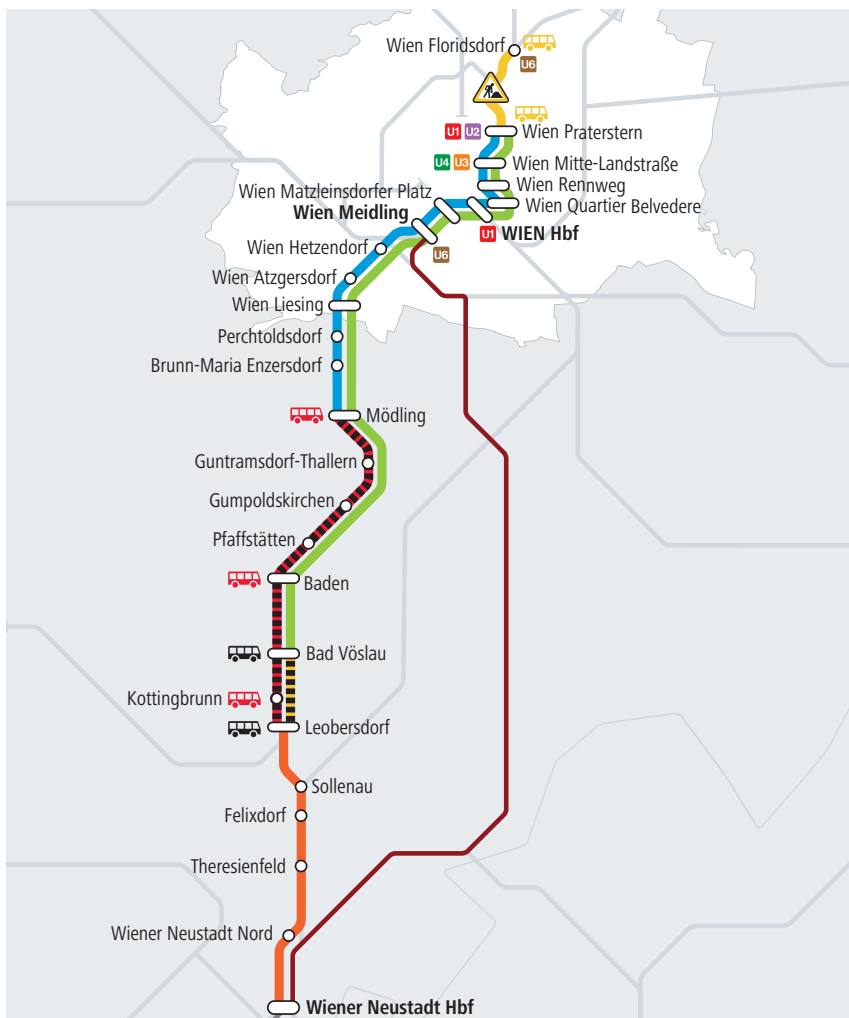 Wien Floridsdorf
U6
U1 U2
Wien Praterstern
U4 U3
Wien Mitte-Landstraße
Wien Rennweg
Wien Matzleinsdorfer Platz
Wien Quartier Belvedere
Wien Meidling
U1 WIEN Hbf
U6
Wien Hetzendorf
Wien Atzgersdorf
Wien Liesing
Perchtoldsdorf
Brunn-Maria Enzersdorf
Mödling
Guntramsdorf-Thallern
Gumpoldskirchen
Pfaffstätten
Baden
Bad Vöslau
Kottingbrunn
Leobersdorf
Sollenau
Felixdorf
Theresienfeld
Wiener Neustadt Nord
Wiener Neustadt Hbf